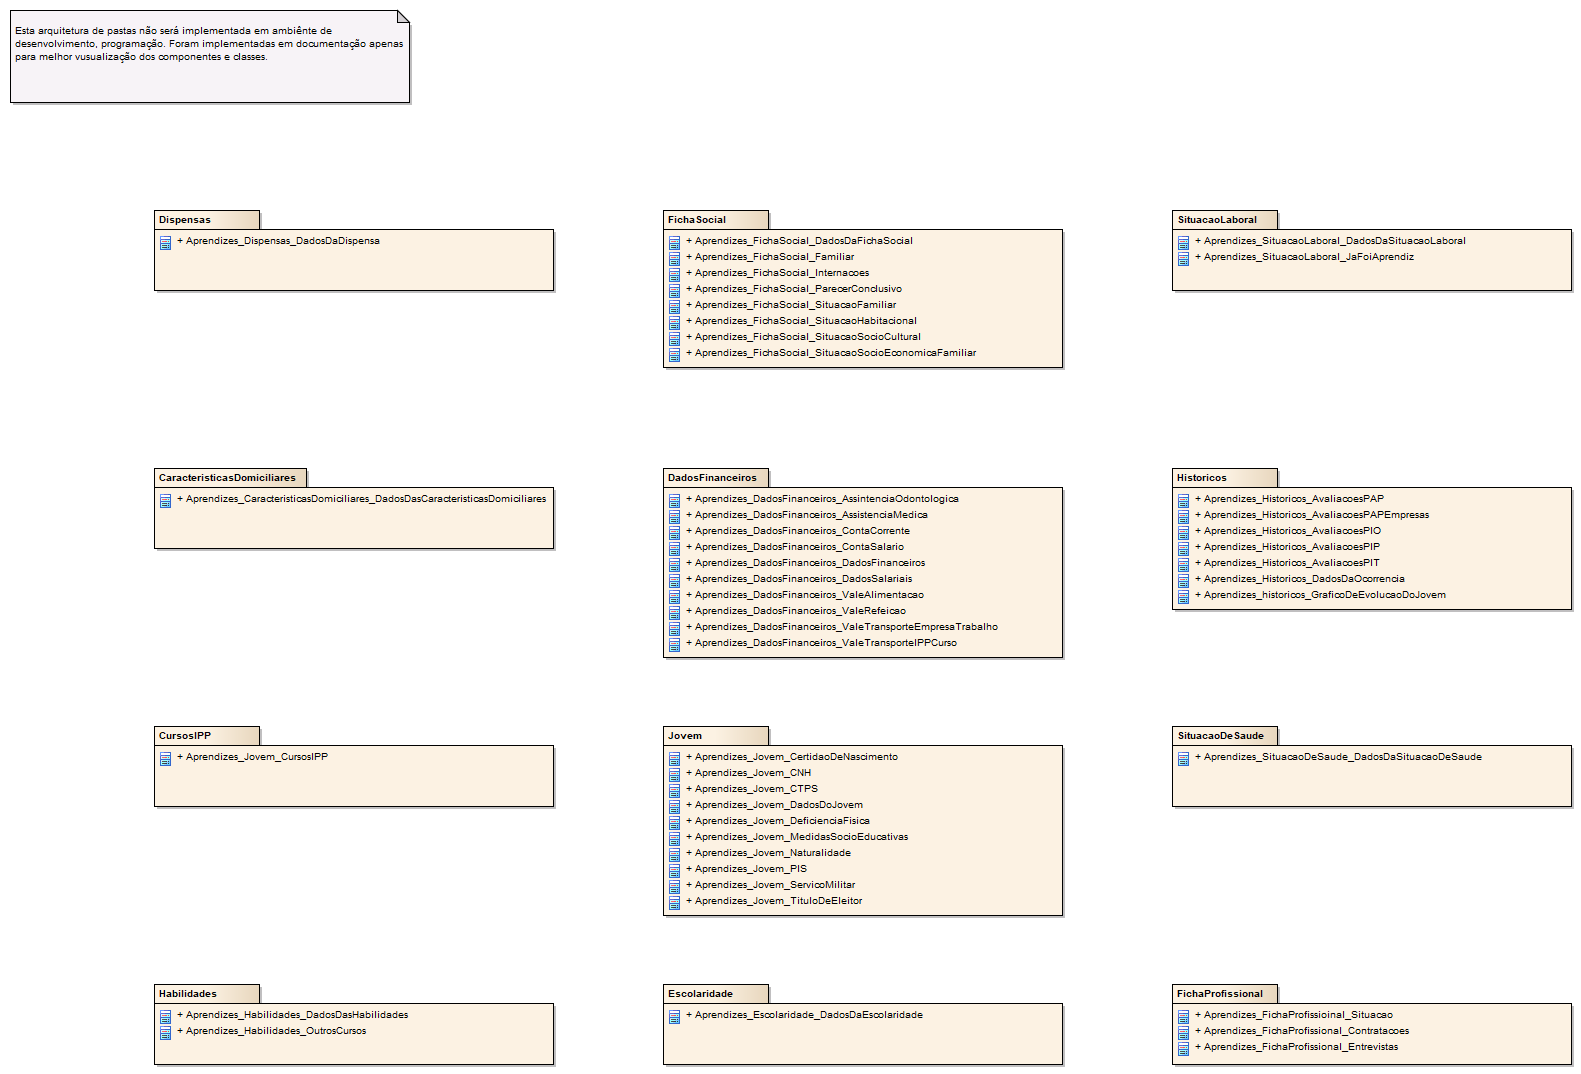 Esta arquitetura de pastas não será implementada em ambiênte de
desenvolvimento, programação. Foram implementadas em documentação apenas
para melhor vusualização dos componentes e classes.
Dispensas
+ Aprendizes_Dispensas_DadosDaDispensa
FichaSocial
+ Aprendizes_FichaSocial_DadosDaFichaSocial
+ Aprendizes_FichaSocial_Familiar
+ Aprendizes_FichaSocial_Internacoes
+ Aprendizes_FichaSocial_ParecerConclusivo
+ Aprendizes_FichaSocial_SituacaoFamiliar
+ Aprendizes_FichaSocial_SituacaoHabitacional
+ Aprendizes_FichaSocial_SituacaoSocioCultural
+ Aprendizes_FichaSocial_SituacaoSocioEconomicaFamiliar
SituacaoLaboral
+ Aprendizes_SituacaoLaboral_DadosDaSituacaoLaboral
+ Aprendizes_SituacaoLaboral_JaFoiAprendiz
CaracteristicasDomiciliares
+ Aprendizes_CaracteristicasDomiciliares_DadosDasCaracteristicasDomiciliares
DadosFinanceiros
+ Aprendizes_DadosFinanceiros_AssintenciaOdontologica
+ Aprendizes_DadosFinanceiros_AssistenciaMedica
+ Aprendizes_DadosFinanceiros_ContaCorrente
+ Aprendizes_DadosFinanceiros_ContaSalario
+ Aprendizes_DadosFinanceiros_DadosFinanceiros
+ Aprendizes_DadosFinanceiros_DadosSalariais
+ Aprendizes_DadosFinanceiros_ValeAlimentacao
+ Aprendizes_DadosFinanceiros_ValeRefeicao
+ Aprendizes_DadosFinanceiros_ValeTransporteEmpresaTrabalho
+ Aprendizes_DadosFinanceiros_ValeTransporteIPPCurso
Historicos
+ Aprendizes_Historicos_AvaliacoesPAP
+ Aprendizes_Historicos_AvaliacoesPAPEmpresas
+ Aprendizes_Historicos_AvaliacoesPIO
+ Aprendizes_Historicos_AvaliacoesPIP
+ Aprendizes_Historicos_AvaliacoesPIT
+ Aprendizes_Historicos_DadosDaOcorrencia
+ Aprendizes_historicos_GraficoDeEvolucaoDoJovem
CursosIPP
+ Aprendizes_Jovem_CursosIPP
Jovem
+ Aprendizes_Jovem_CertidaoDeNascimento
+ Aprendizes_Jovem_CNH
+ Aprendizes_Jovem_CTPS
+ Aprendizes_Jovem_DadosDoJovem
+ Aprendizes_Jovem_DeficienciaFisica
+ Aprendizes_Jovem_MedidasSocioEducativas
+ Aprendizes_Jovem_Naturalidade
+ Aprendizes_Jovem_PIS
+ Aprendizes_Jovem_ServicoMilitar
+ Aprendizes_Jovem_TituloDeEleitor
SituacaoDeSaude
+ Aprendizes_SituacaoDeSaude_DadosDaSituacaoDeSaude
Habilidades
+ Aprendizes_Habilidades_DadosDasHabilidades
+ Aprendizes_Habilidades_OutrosCursos
Escolaridade
+ Aprendizes_Escolaridade_DadosDaEscolaridade
FichaProfissional
+ Aprendizes_FichaProfissioinal_Situacao
+ Aprendizes_FichaProfissional_Contratacoes
+ Aprendizes_FichaProfissional_Entrevistas